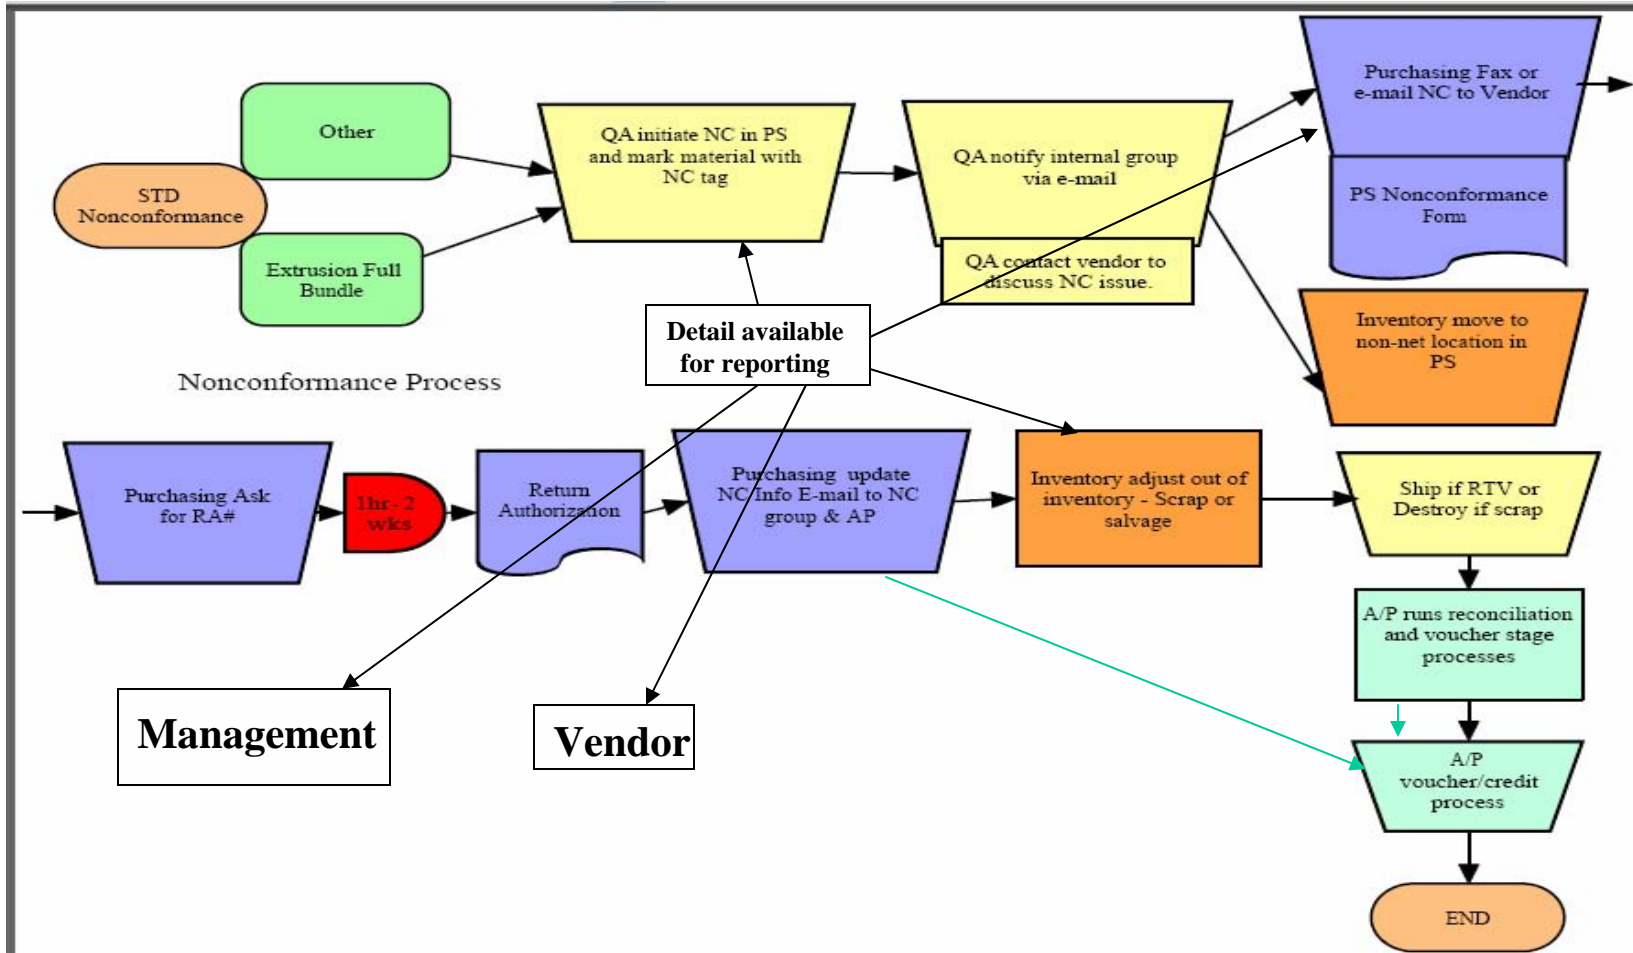 Other
STD
Nonconformance
Extrusion Full
Bundle
QA initiate NC in PS
and mark material with
NC tag
QA notify internal group
via e-mail
QA contact vendor to
discuss NC issue.
Purchasing Fax or
e-mail NC to Vendor
PS Nonconformance
Form
Inventory move to
non-net location in
PS
Detail available
for reporting
Nonconformance Process
Purchasing Ask
for RA#
1hr- 2
wks
Return
Authorization
Purchasing update
NC Info E-mail to NC
group & AP
Inventory adjust out of
inventory - Scrap or
salvage
Ship if RTV or
Destroy if scrap
A/P runs reconciliation
and voucher stage
processes
Management
Vendor
A/P
voucher/credit
process
END